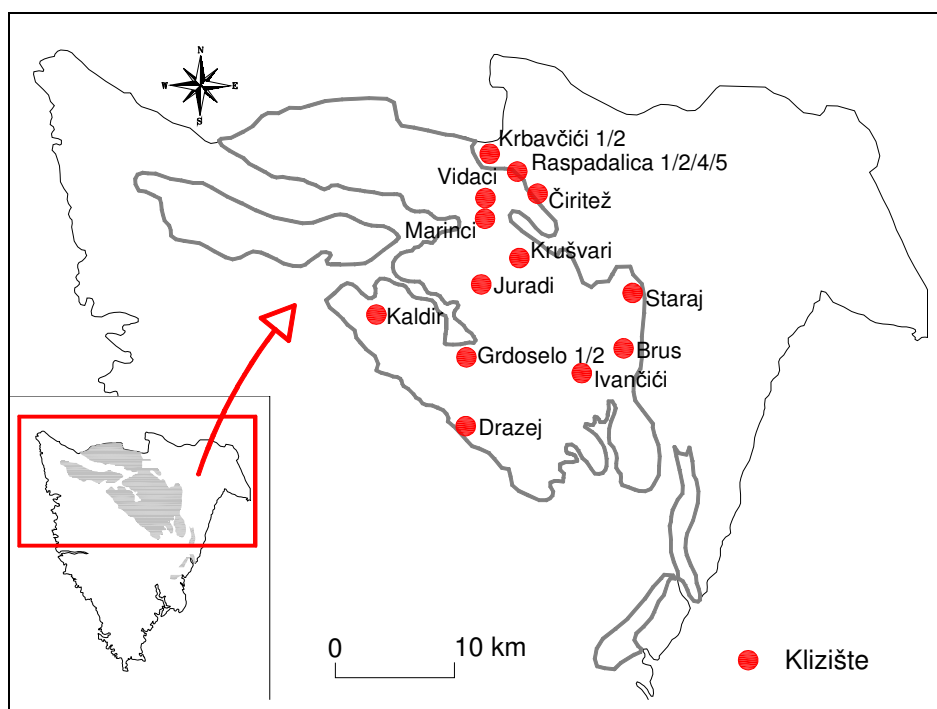 N
W E
S
Krbavčići 1/2
Raspadalica 1/2/4/5
Vidaci
Čiritež
Marinci
Krušvari
Juradi
Staraj
Kaldir
Brus
Grdoselo 1/2
Ivančići
Drazej
0 10 km
Klizište